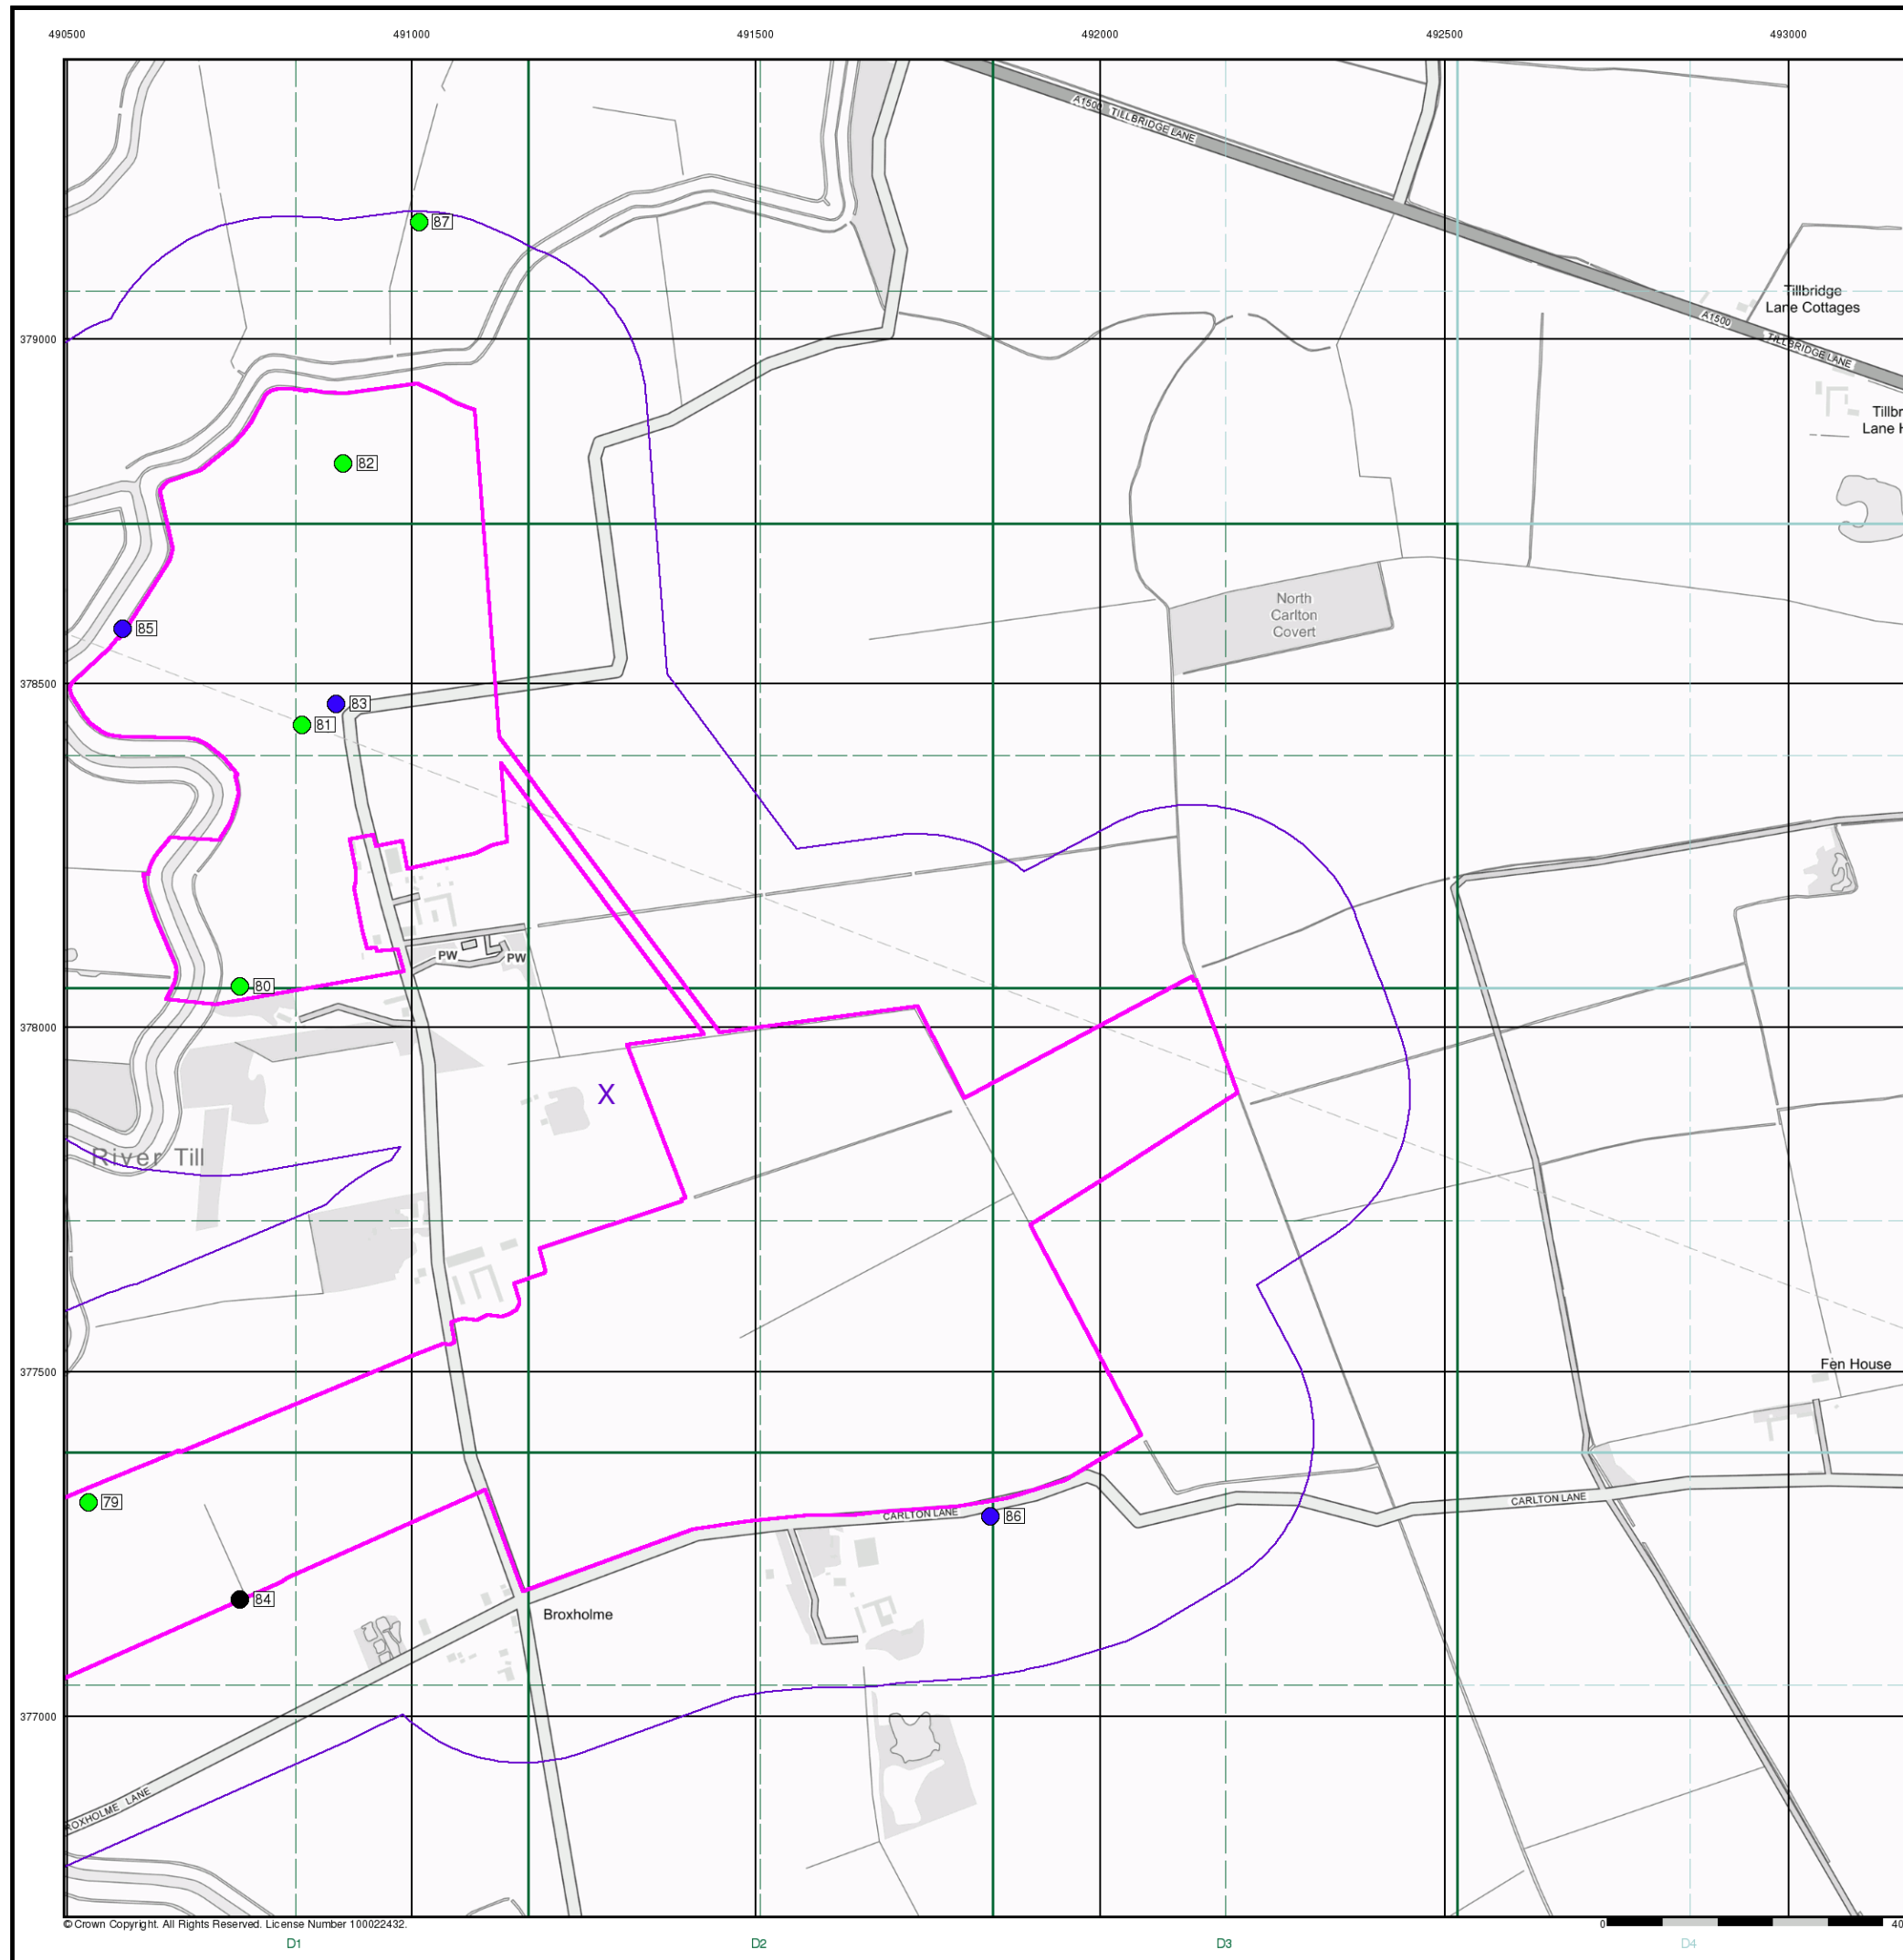 490500 491000 491500 492000 492500 493000
A1500 TILLBRIDGE LANE
87
Tillbridge
Lane Cottages
A1500
379000
TILLBRIDGE LANE
Tillbr
Lane H
82
North
Carlton
Covert
85
378500
83
81
PW
PW
80
378000
X
River Till
Fen House
377500
79
CARLTON LANE
CARLTON LANE
86
84
Broxholme
377000
ROXHOLME LANE
© Crown Copyright. All Rights Reserved. License Number 100022432.
0 40
D1 D2 D3 D4